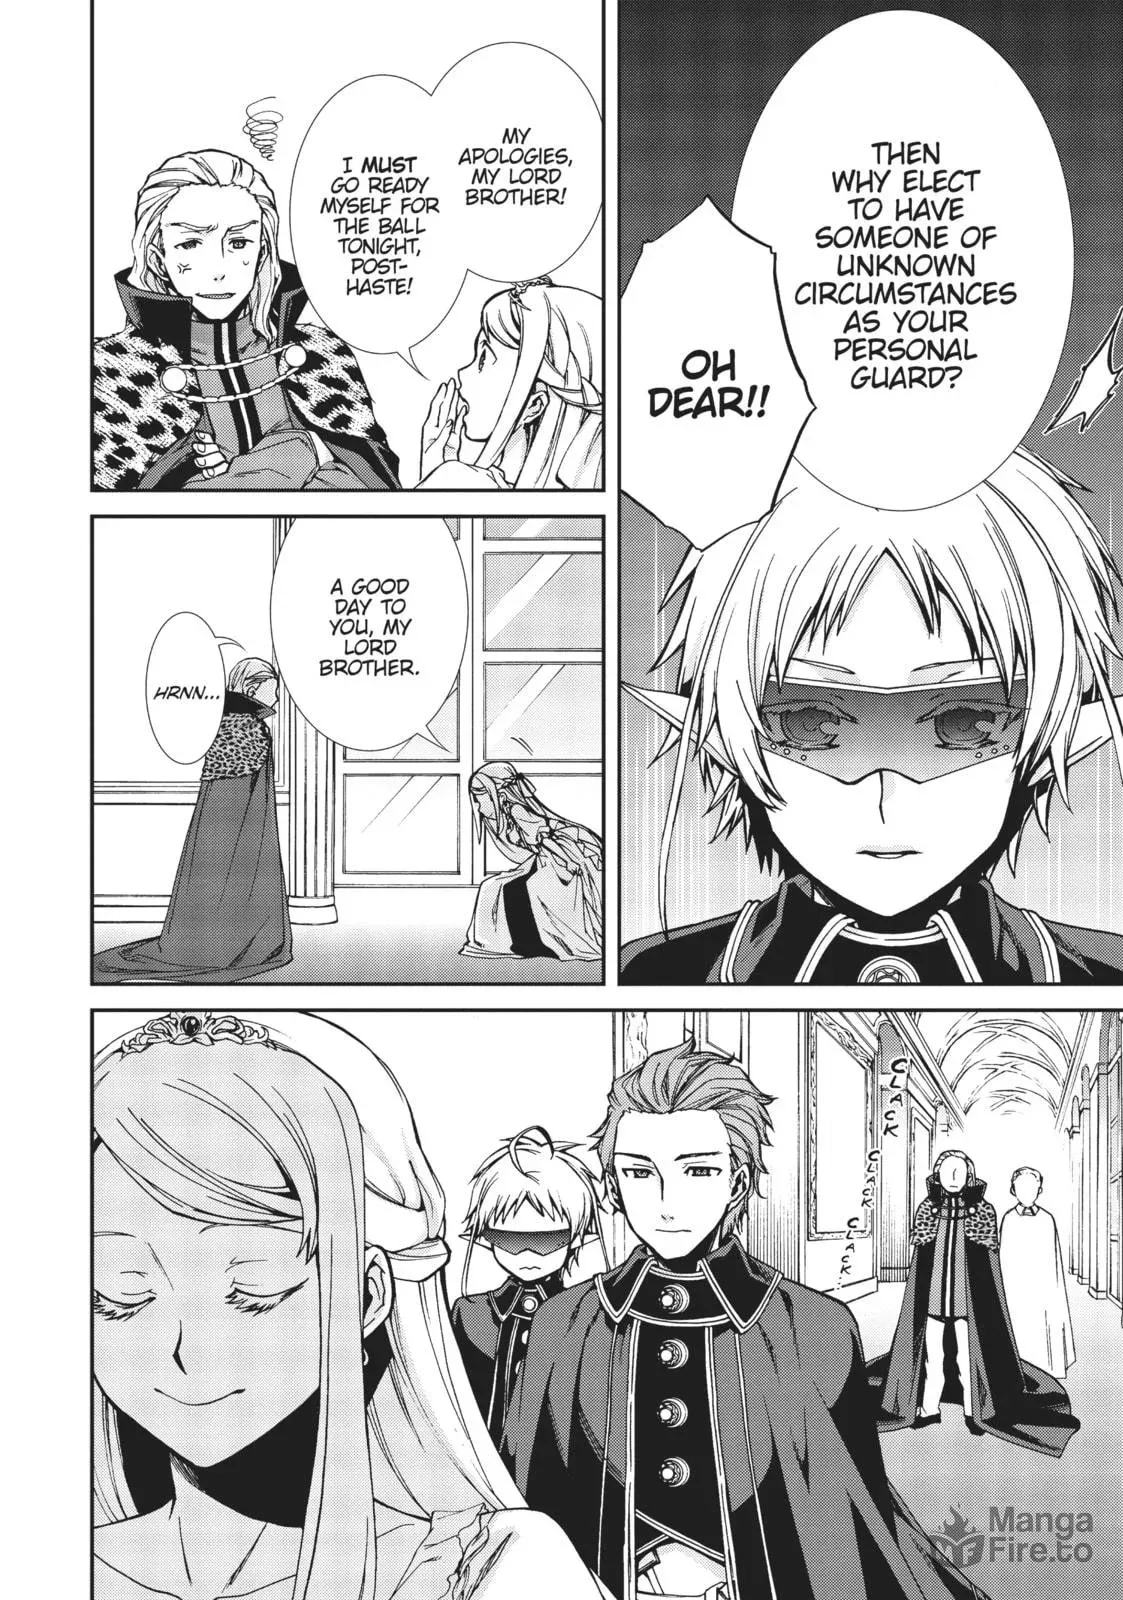 THEN
WHY ELECT
TO HAVE
SOMEONE OF
UNKNOWN
CIRCUMSTANCES
AS YOUR
PERSONAL
GUARD?
OH
DEAR!!
MY
APOLOGIES,
MY LORD
BROTHER!
I MUST
GO READY
MYSELF FOR
THE BALL
TONIGHT,
POST-
HASTE!
A GOOD
DAY TO
YOU, MY
LORD
BROTHER.
HRNN...
CLACK
CLACK
CLACK
Manga
Fire.to